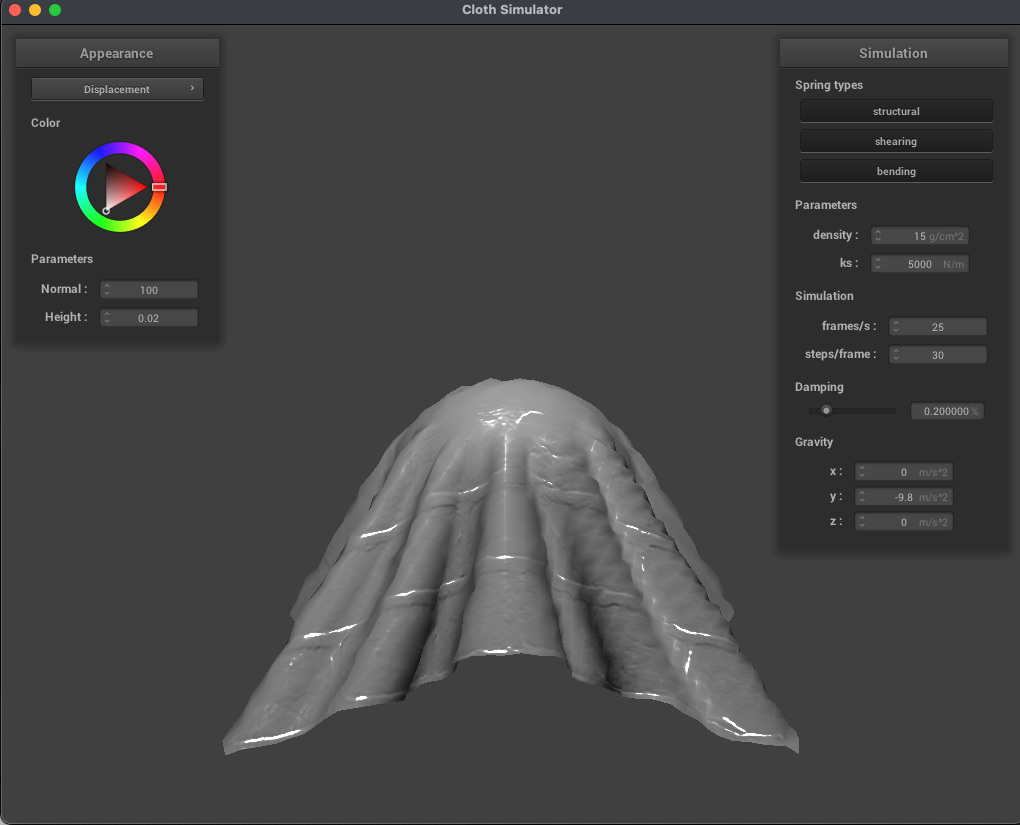 Cloth Simulator
Appearance
Displacement
Color
Parameters
Normal : 100
Height : 0.02
Simulation
Spring types
structural
shearing
bending
Parameters
density : 15 g/cm^2
ks : 5000 N/m
Simulation
frames/s : 25
steps/frame : 30
Damping
0.200000 %
Gravity
x : 0 m/s^2
y : -9.8 m/s^2
z : 0 m/s^2